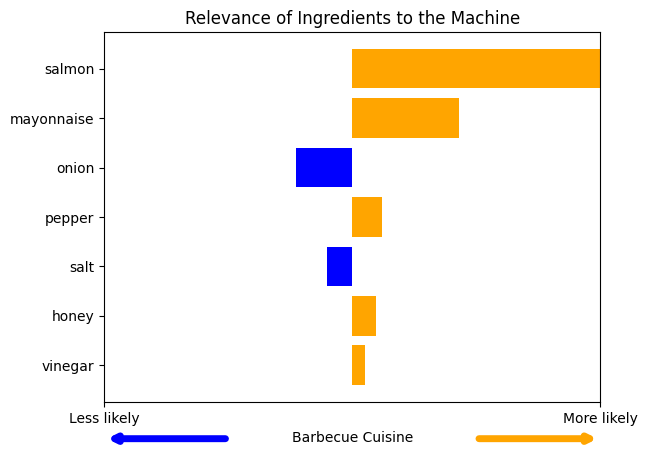 Relevance of Ingredients to the Machine
salmon
mayonnaise
onion
pepper
salt
honey
vinegar
Less likely
More likely
Barbecue Cuisine